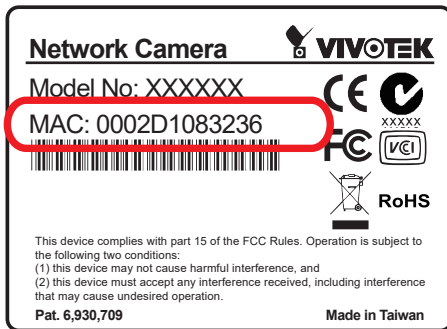 Network Camera
VIVOTEK
Model No: XXXXXX
MAC: 0002D1083236
CE
XXXXX
FC
VCI
RoHS
This device complies with part 15 of the FCC Rules. Operation is subject to
the following two conditions:
(1) this device may not cause harmful interference, and
(2) this device must accept any interference received, including interference
that may cause undesired operation.
Pat. 6,930,709
Made in Taiwan